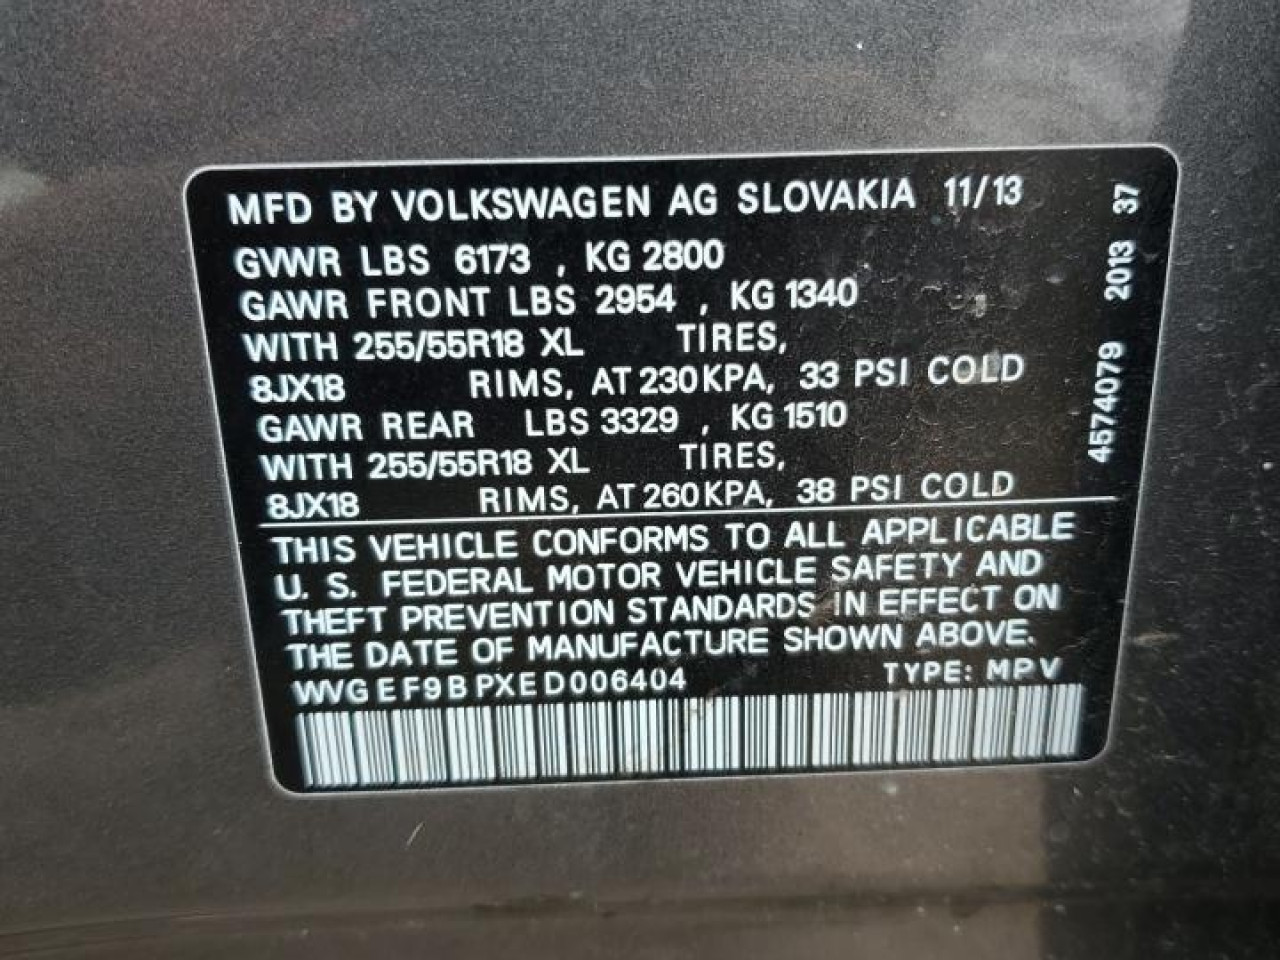 MFD BY VOLKSWAGEN AG SLOVAKIA 11/13
GVWR LBS 6173 , KG 2800
GAWR FRONT LBS 2954 , KG 1340
WITH 255/55R18 XL TIRES,
8JX18 RIMS, AT 230KPA, 33 PSI COLD
GAWR REAR LBS 3329 , KG 1510
WITH 255/55R18 XL TIRES,
8JX18 RIMS, AT 260KPA, 38 PSI COLD
THIS VEHICLE CONFORMS TO ALL APPLICABLE
U. S. FEDERAL MOTOR VEHICLE SAFETY AND
THEFT PREVENTION STANDARDS IN EFFECT ON
THE DATE OF MANUFACTURE SHOWN ABOVE.
WVGEF9BPXED006404 TYPE: MPV
4574079 2013 37